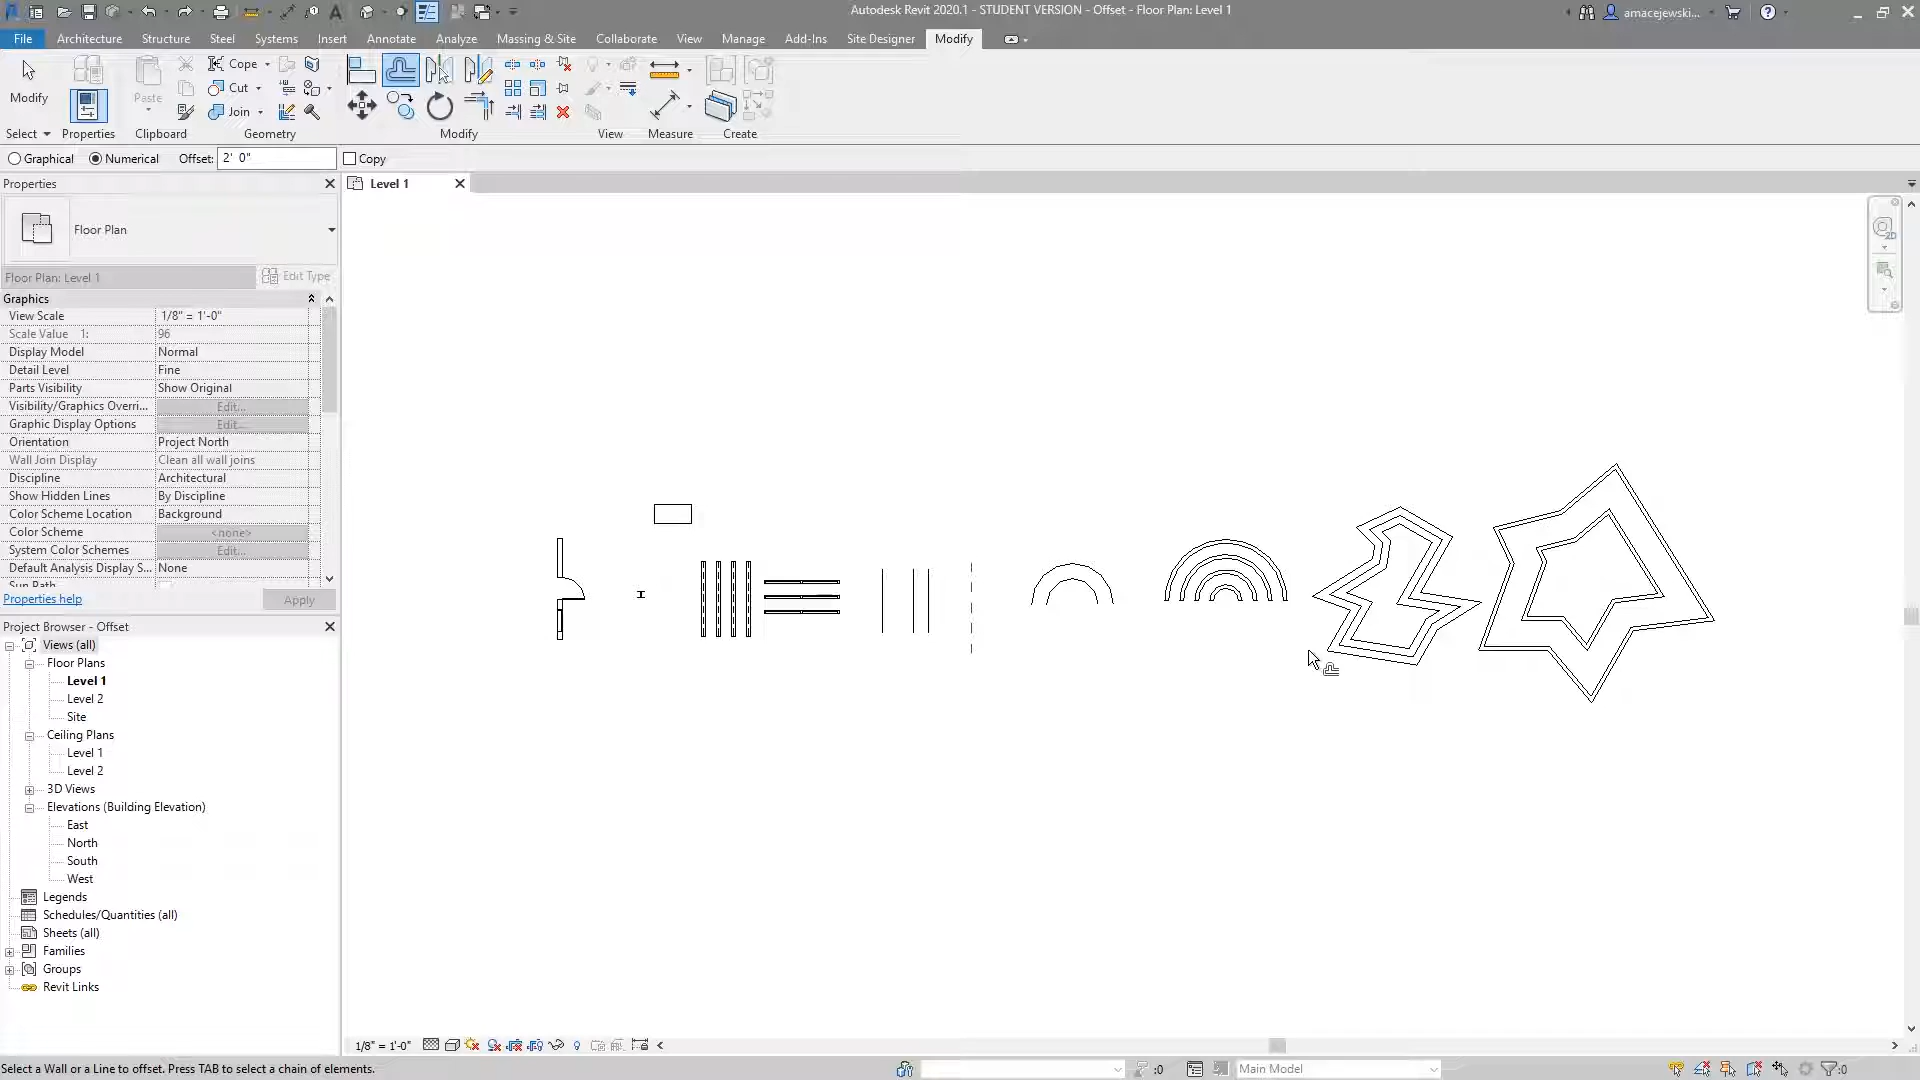 Autodesk Revit 2020.1 - STUDENT VERSION - Offset - Floor Plan: Level 1
amacejewski...
File Architecture Structure Steel Systems Insert Annotate Analyze Massing & Site Collaborate View Manage Add-Ins Site Designer Modify
Modify Paste Cope
Cut
Join
Select Properties Clipboard Geometry Modify View Measure Create
Graphical Numerical Offset: 2' 0" Copy
Properties
Level 1
Floor Plan
Floor Plan: Level 1 Edit Type
Graphics
View Scale 1/8" = 1'-0"
Scale Value 1: 96
Display Model Normal
Detail Level Fine
Parts Visibility Show Original
Visibility/Graphics Overri... Edit...
Graphic Display Options Edit...
Orientation Project North
Wall Join Display Clean all wall joins
Discipline Architectural
Show Hidden Lines By Discipline
Color Scheme Location Background
Color Scheme <none>
System Color Schemes Edit...
Default Analysis Display S... None
Sun Path
Properties help Apply
Project Browser - Offset
Views (all)
Floor Plans
Level 1
Level 2
Site
Ceiling Plans
Level 1
Level 2
3D Views
Elevations (Building Elevation)
East
North
South
West
Legends
Schedules/Quantities (all)
Sheets (all)
Families
Groups
Revit Links
1/8" = 1'-0"
Select a Wall or a Line to offset. Press TAB to select a chain of elements. :0 Main Model :0